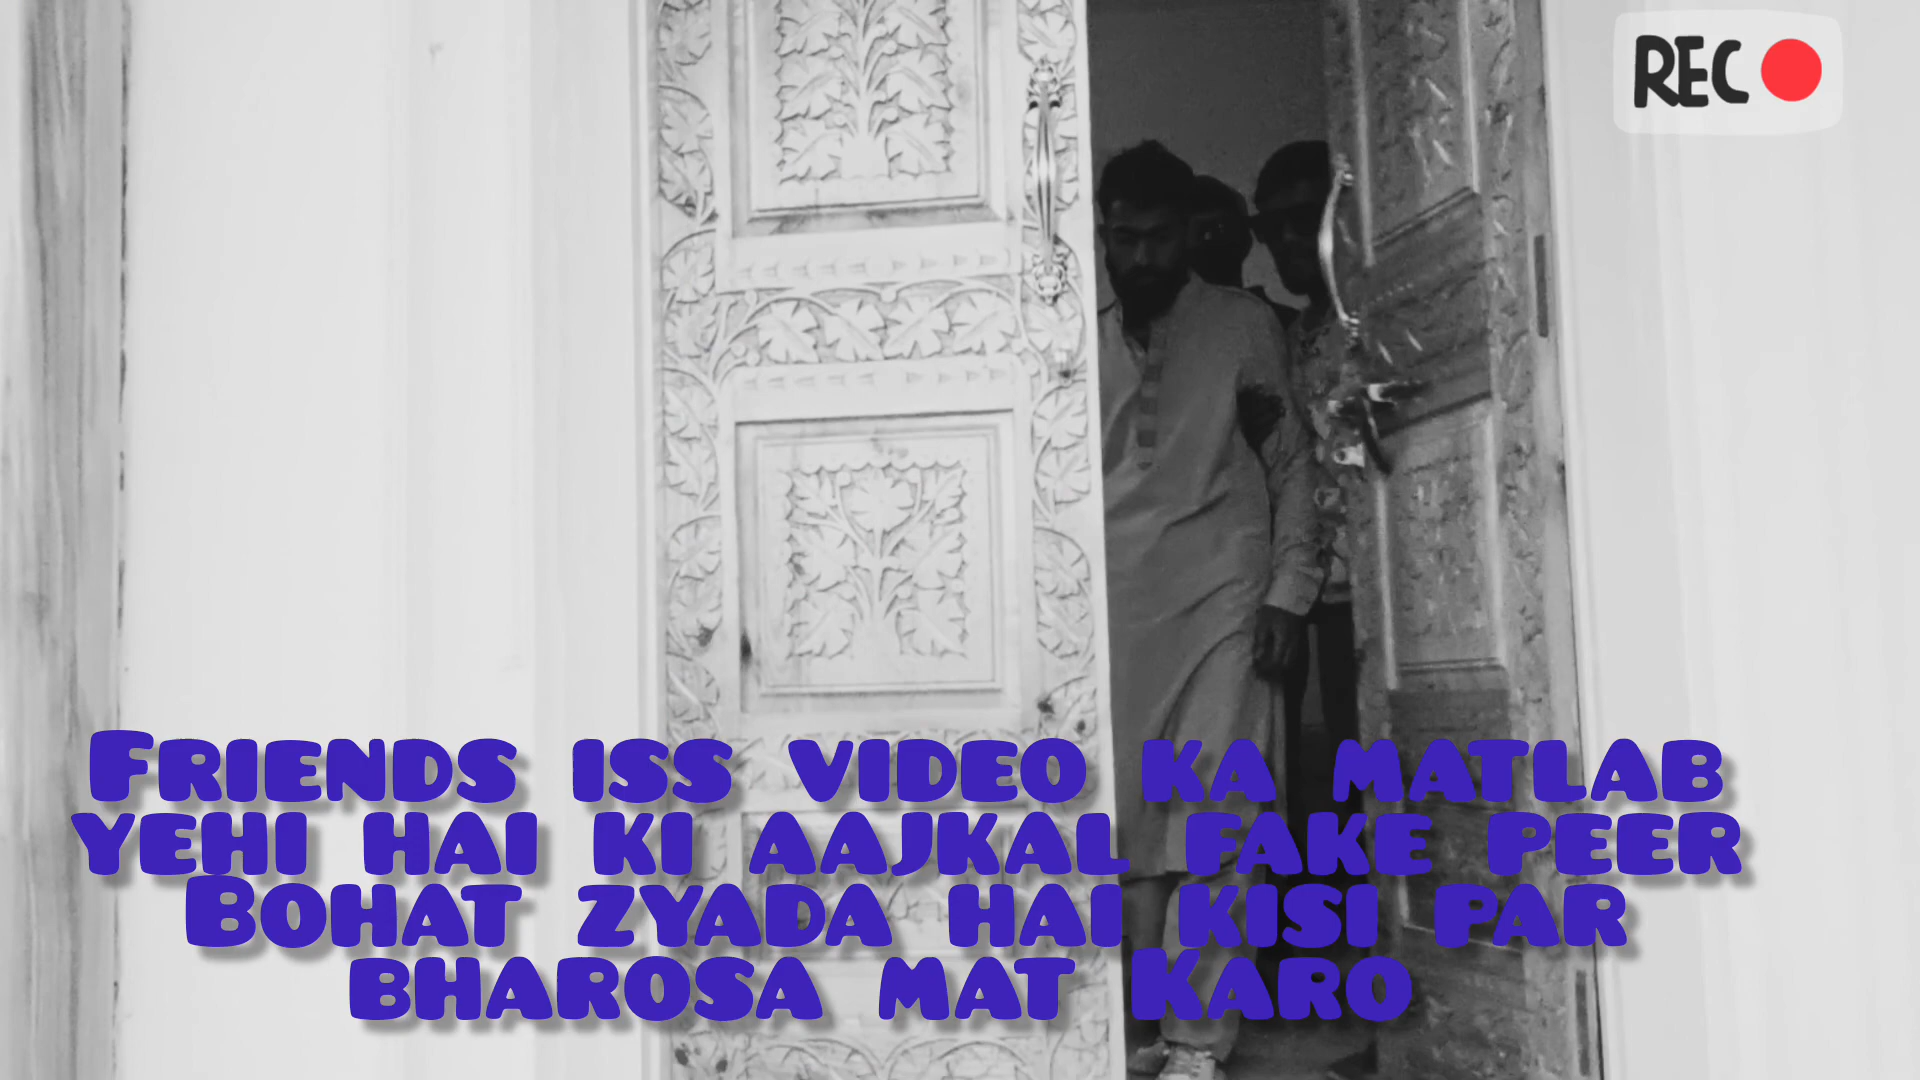 REC
Friends iss video ka matlab
yehi hai ki aajkal fake peer
Bohat zyada hai kisi par
bharosa mat Karo